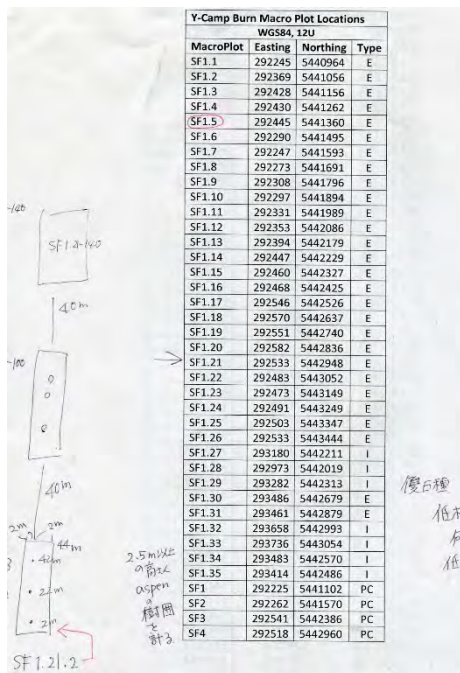 Y-Camp Burn Macro Plot Locations
WGS84, 12U
MacroPlot Easting Northing Type
SF1.1 292245 5440964 E
SF1.2 292369 5441056 E
SF1.3 292428 5441156 E
SF1.4 292430 5441262 E
SF1.5 292445 5441360 E
SF1.6 292290 5441495 E
SF1.7 292247 5441593 E
SF1.8 292273 5441691 E
SF1.9 292308 5441796 E
SF1.10 292297 5441894 E
SF1.11 292331 5441989 E
SF1.12 292353 5442086 E
SF1.13 292394 5442179 E
SF1.14 292447 5442229 E
SF1.15 292460 5442327 E
SF1.16 292468 5442425 E
SF1.17 292546 5442526 E
SF1.18 292570 5442637 E
SF1.19 292551 5442740 E
SF1.20 292582 5442836 E
SF1.21 292533 5442948 E
SF1.22 292483 5443052 E
SF1.23 292473 5443149 E
SF1.24 292491 5443249 E
SF1.25 292503 5443347 E
SF1.26 292533 5443444 E
SF1.27 293180 5442211 I
SF1.28 292973 5442019 I
SF1.29 293282 5442313 I
SF1.30 293486 5442679 E
SF1.31 293461 5442879 E
SF1.32 293658 5442993 I
SF1.33 293736 5443054 I
SF1.34 293483 5442570 I
SF1.35 293414 5442486 I
SF1 292225 5441102 PC
SF2 292262 5441570 PC
SF3 292541 5442386 PC
SF4 292518 5442960 PC
-140
40m
-100
40m
2m 2m
44m
42m
2m
SF1.21.2
2.5m以上
の高さ
aspen
の
樹囲
を
計る